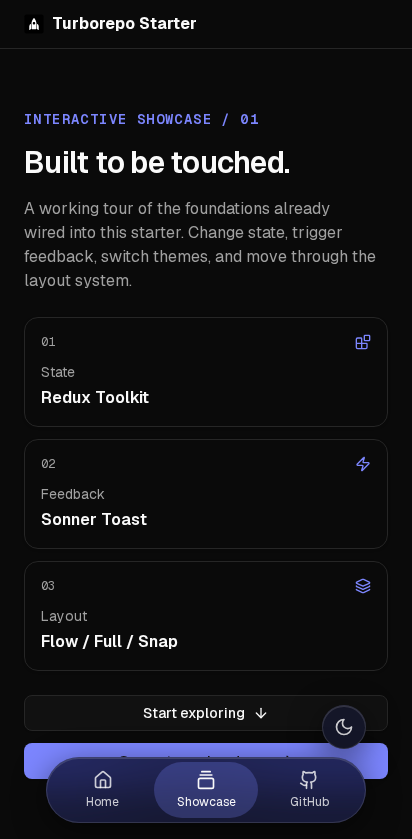 Turborepo Starter
INTERACTIVE SHOWCASE / 01
Built to be touched.
A working tour of the foundations already
wired into this starter. Change state, trigger
feedback, switch themes, and move through the
layout system.
01
State
Redux Toolkit
02
Feedback
Sonner Toast
03
Layout
Flow / Full / Snap
Start exploring
Home
Showcase
GitHub